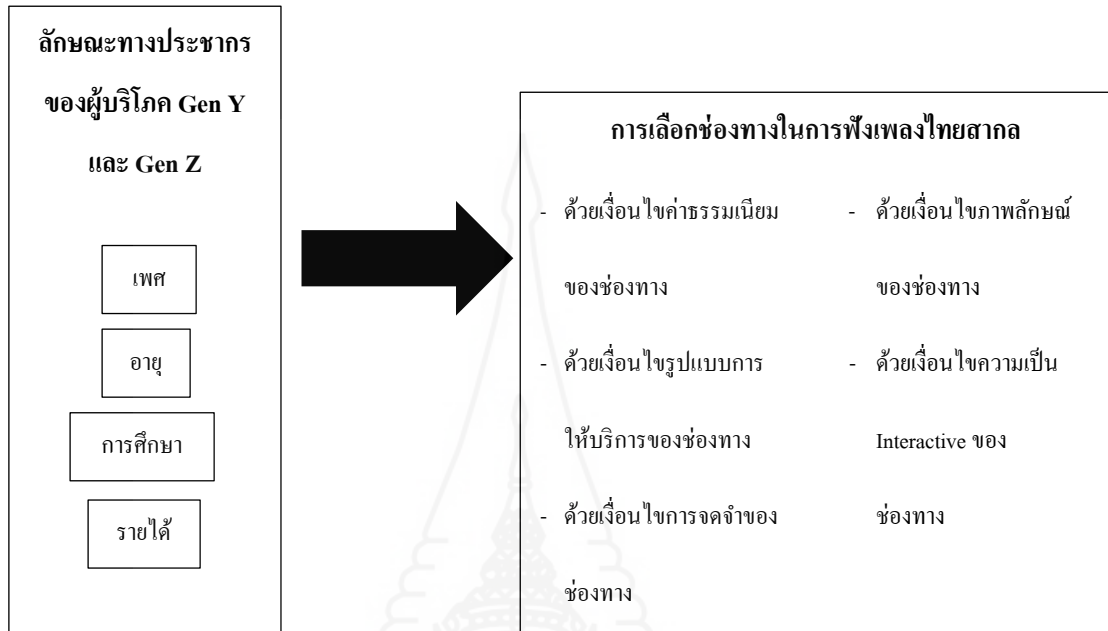 ลักษณะทางประชากร
ของผู้บริโภค Gen Y
และ Gen Z
เพศ
อายุ
การศึกษา
รายได้
การเลือกช่องทางในการฟังเพลงไทยสากล
- ด้วยเงื่อนไขค่าธรรมเนียม
ของช่องทาง
- ด้วยเงื่อนไขรูปแบบการ
ให้บริการของช่องทาง
- ด้วยเงื่อนไขการจดจำของ
ช่องทาง
- ด้วยเงื่อนไขภาพลักษณ์
ของช่องทาง
- ด้วยเงื่อนไขความเป็น
Interactive ของ
ช่องทาง